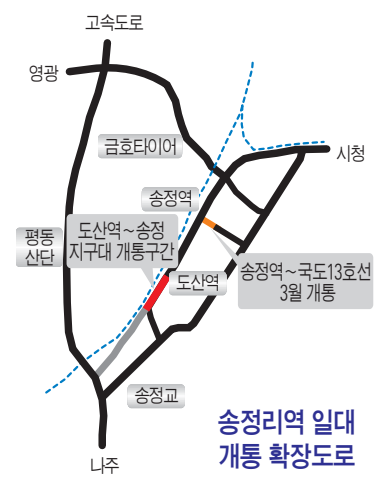 고속도로
영광
금호타이어
시청
송정역
평동
산단
도산역~송정
지구대 개통구간
도산역
송정역~국도13호선
3월 개통
송정교
나주
송정리역 일대
개통 확장도로